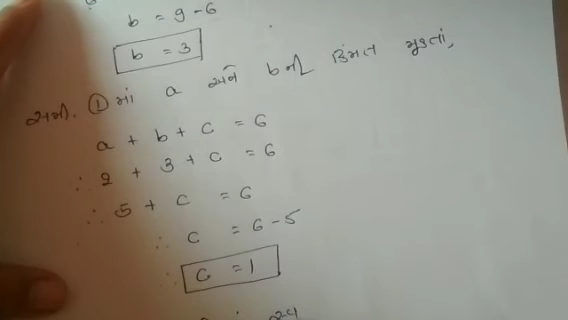 b = 9 - 6
b = 3
સમી. ① માં a અને b ની કિંમત મુકતાં,
a + b + c = 6
∴ 2 + 3 + c = 6
∴ 5 + c = 6
∴ c = 6 - 5
∴ c = 1